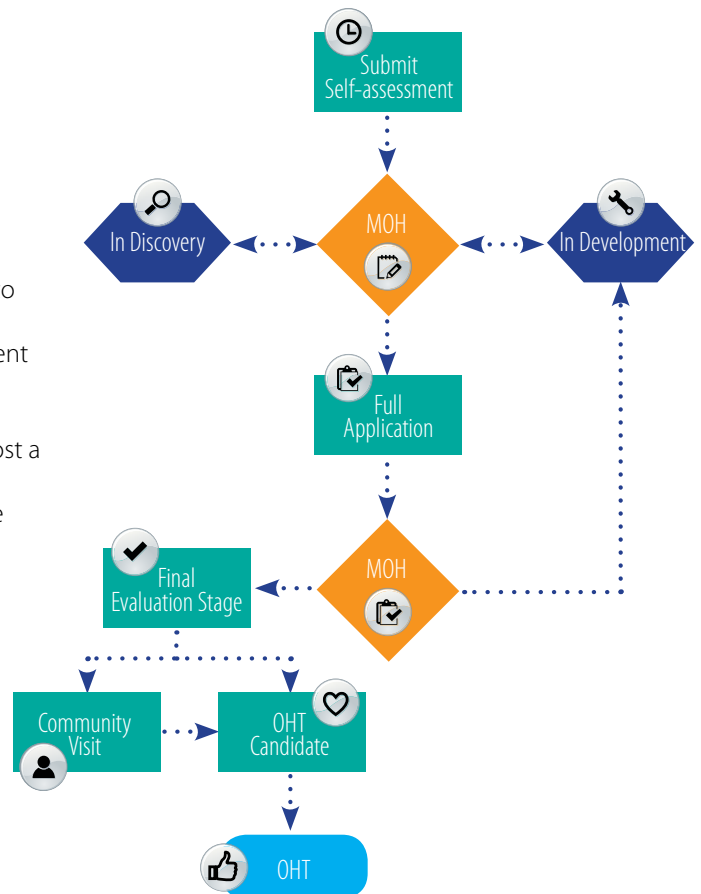 Submit
Self-assessment
In Discovery
MOH
In Development
Full
Application
MOH
Final
Evaluation Stage
Community
Visit
OHT
Candidate
OHT
ost a